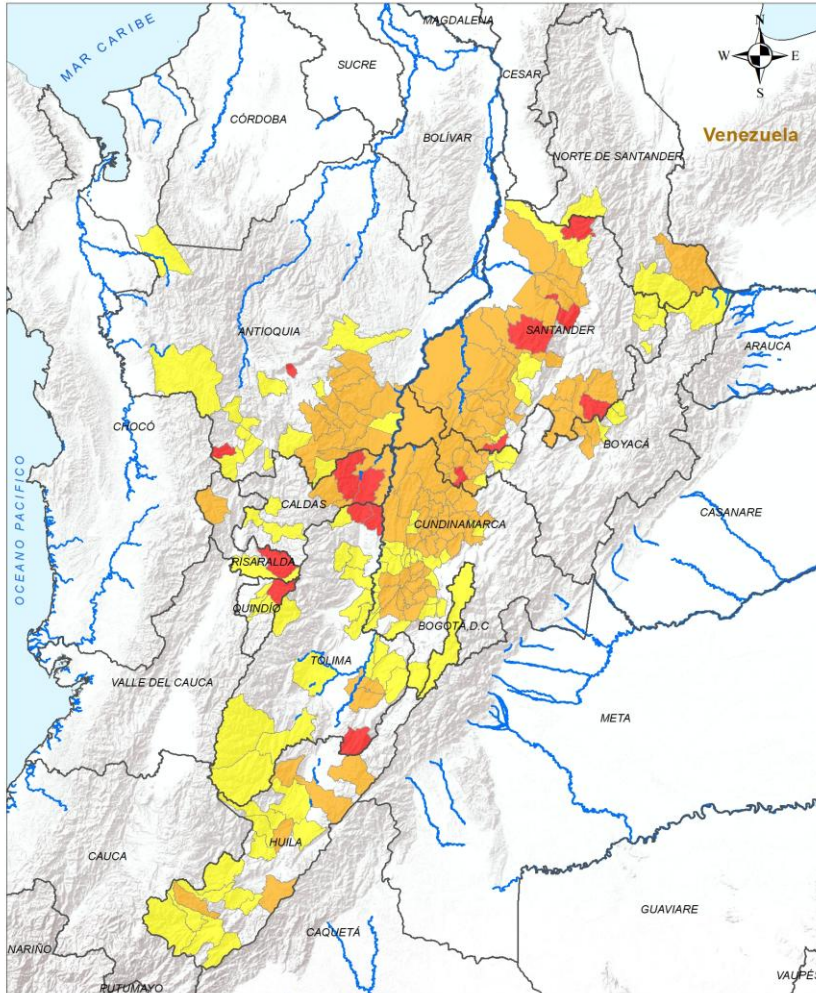 MAGDALENA
MAR CARIBE
SUCRE
N
W E
S
CESAR
CÓRDOBA
BOLÍVAR
Venezuela
NORTE DE SANTANDER
ANTIOQUIA
SANTANDER
ARAUCA
CHOCÓ
BOYACÁ
OCEANO PACIFICO
CALDAS
CUNDINAMARCA
CASANARE
RISARALDA
QUINDÍO
BOGOTÁ, D.C
TOLIMA
VALLE DEL CAUCA
META
HUILA
CAUCA
GUAVIARE
CAQUETÁ
NARIÑO
PUTUMAYO
VAUPÉS